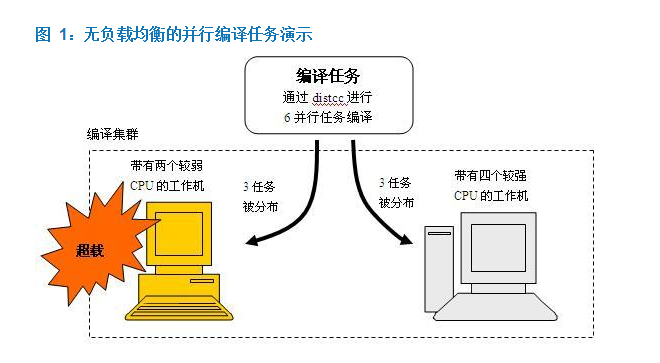 图 1：无负载均衡的并行编译任务演示
编译任务
通过 distcc 进行
6 并行任务编译
编译集群
带有两个较弱
CPU 的工作机
3 任务
被分布
3 任务
被分布
带有四个较强
CPU 的工作机
超载